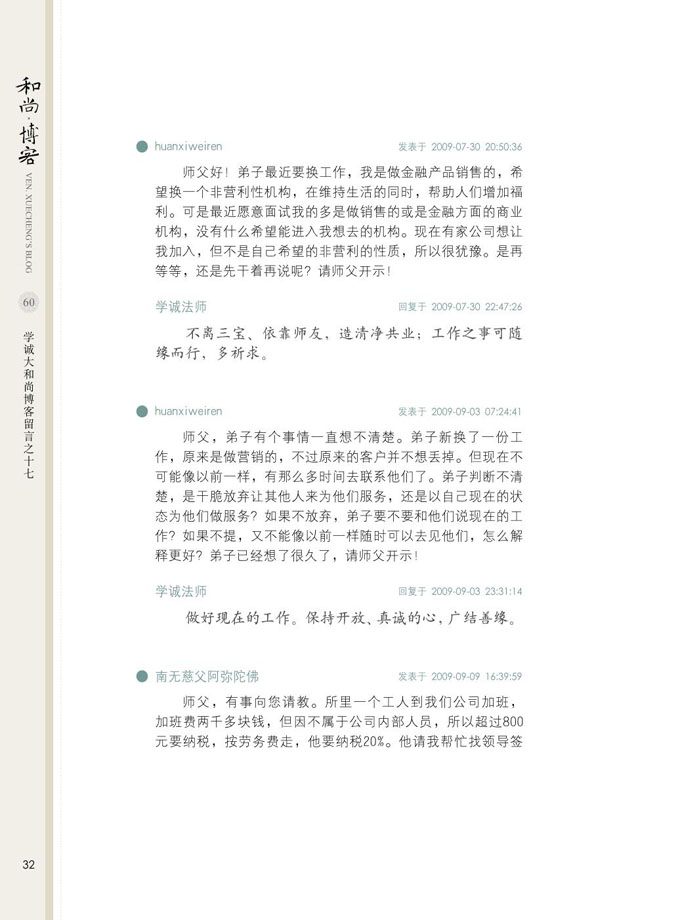 和尚·博客
VEN. XUECHENG'S BLOG
60
学诚大和尚博客留言之十七
huanxiweiren 发表于 2009-07-30 20:50:36
师父好！弟子最近要换工作，我是做金融产品销售的，希
望换一个非营利性机构，在维持生活的同时，帮助人们增加福
利。可是最近愿意面试我的多是做销售的或是金融方面的商业
机构，没有什么希望能进入我想去的机构。现在有家公司想让
我加入，但不是自己希望的非营利的性质，所以很犹豫。是再
等等，还是先干着再说呢？请师父开示！
学诚法师 回复于 2009-07-30 22:47:26
不离三宝、依靠师友，造清净共业；工作之事可随
缘而行，多祈求。
huanxiweiren 发表于 2009-09-03 07:24:41
师父，弟子有个事情一直想不清楚。弟子新换了一份工
作，原来是做营销的，不过原来的客户并不想丢掉。但现在不
可能像以前一样，有那么多时间去联系他们了。弟子判断不清
楚，是干脆放弃让其他人来为他们服务，还是以自己现在的状
态为他们做服务？如果不放弃，弟子要不要和他们说现在的工
作？如果不提，又不能像以前一样随时可以去见他们，怎么解
释更好？弟子已经想了很久了，请师父开示！
学诚法师 回复于 2009-09-03 23:31:14
做好现在的工作。保持开放、真诚的心，广结善缘。
南无慈父阿弥陀佛 发表于 2009-09-09 16:39:59
师父，有事向您请教。所里一个工人到我们公司加班，
加班费两千多块钱，但因不属于公司内部人员，所以超过800
元要纳税，按劳务费走，他要纳税20%。他请我帮忙找领导签
32